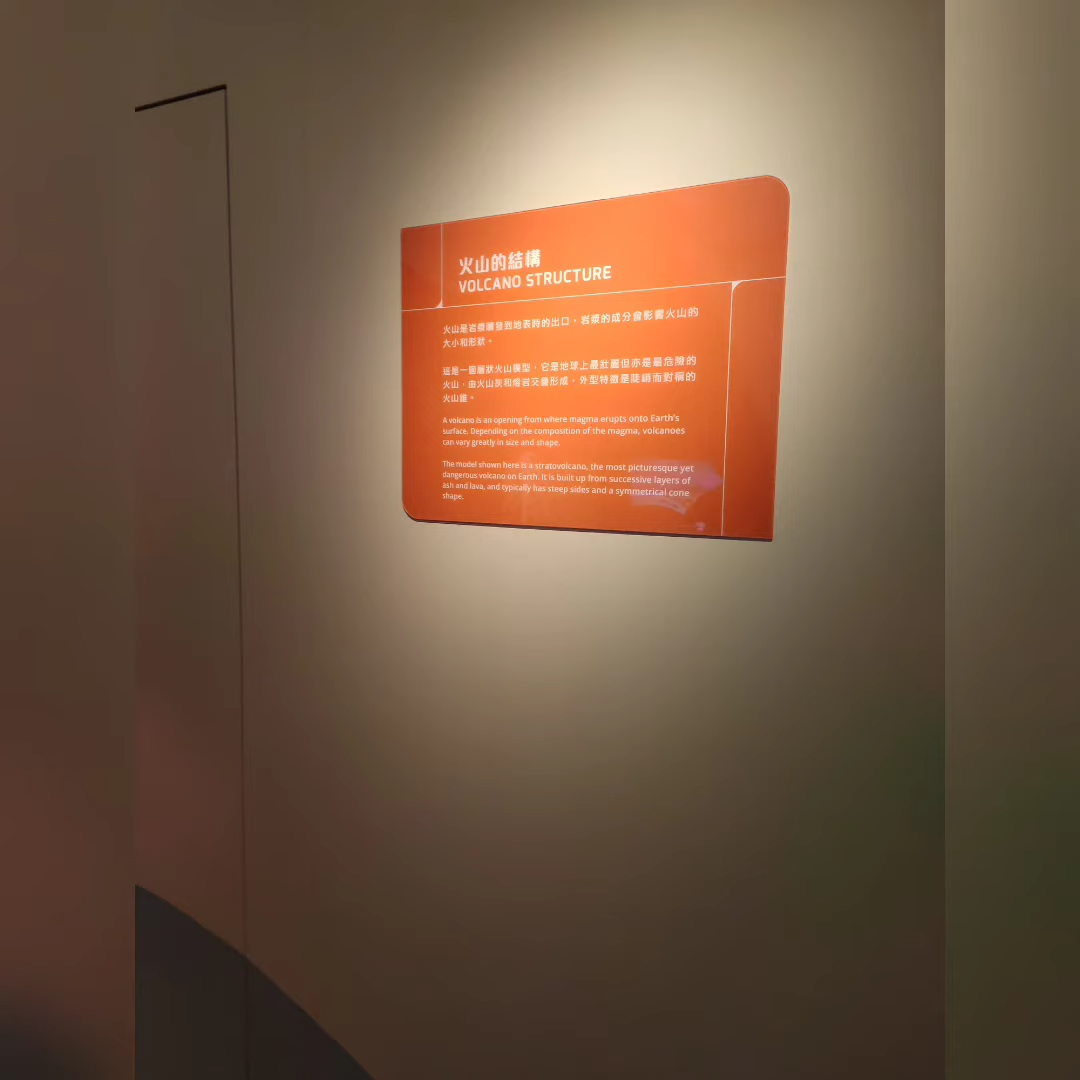 火山的結構
VOLCANO STRUCTURE
火山是岩漿噴發到地表時的出口，岩漿的成分會影響火山的
大小和形狀。
這是一個層狀火山模型，它是地球上最壯麗但亦是最危險的
火山，由火山灰和熔岩交疊形成，外型特徵是陡峭而對稱的
火山錐。
A volcano is an opening from where magma erupts onto Earth's
surface. Depending on the composition of the magma, volcanoes
can vary greatly in size and shape.
The model shown here is a stratovolcano, the most picturesque yet
dangerous volcano on Earth. It is built up from successive layers of
ash and lava, and typically has steep sides and a symmetrical cone
shape.